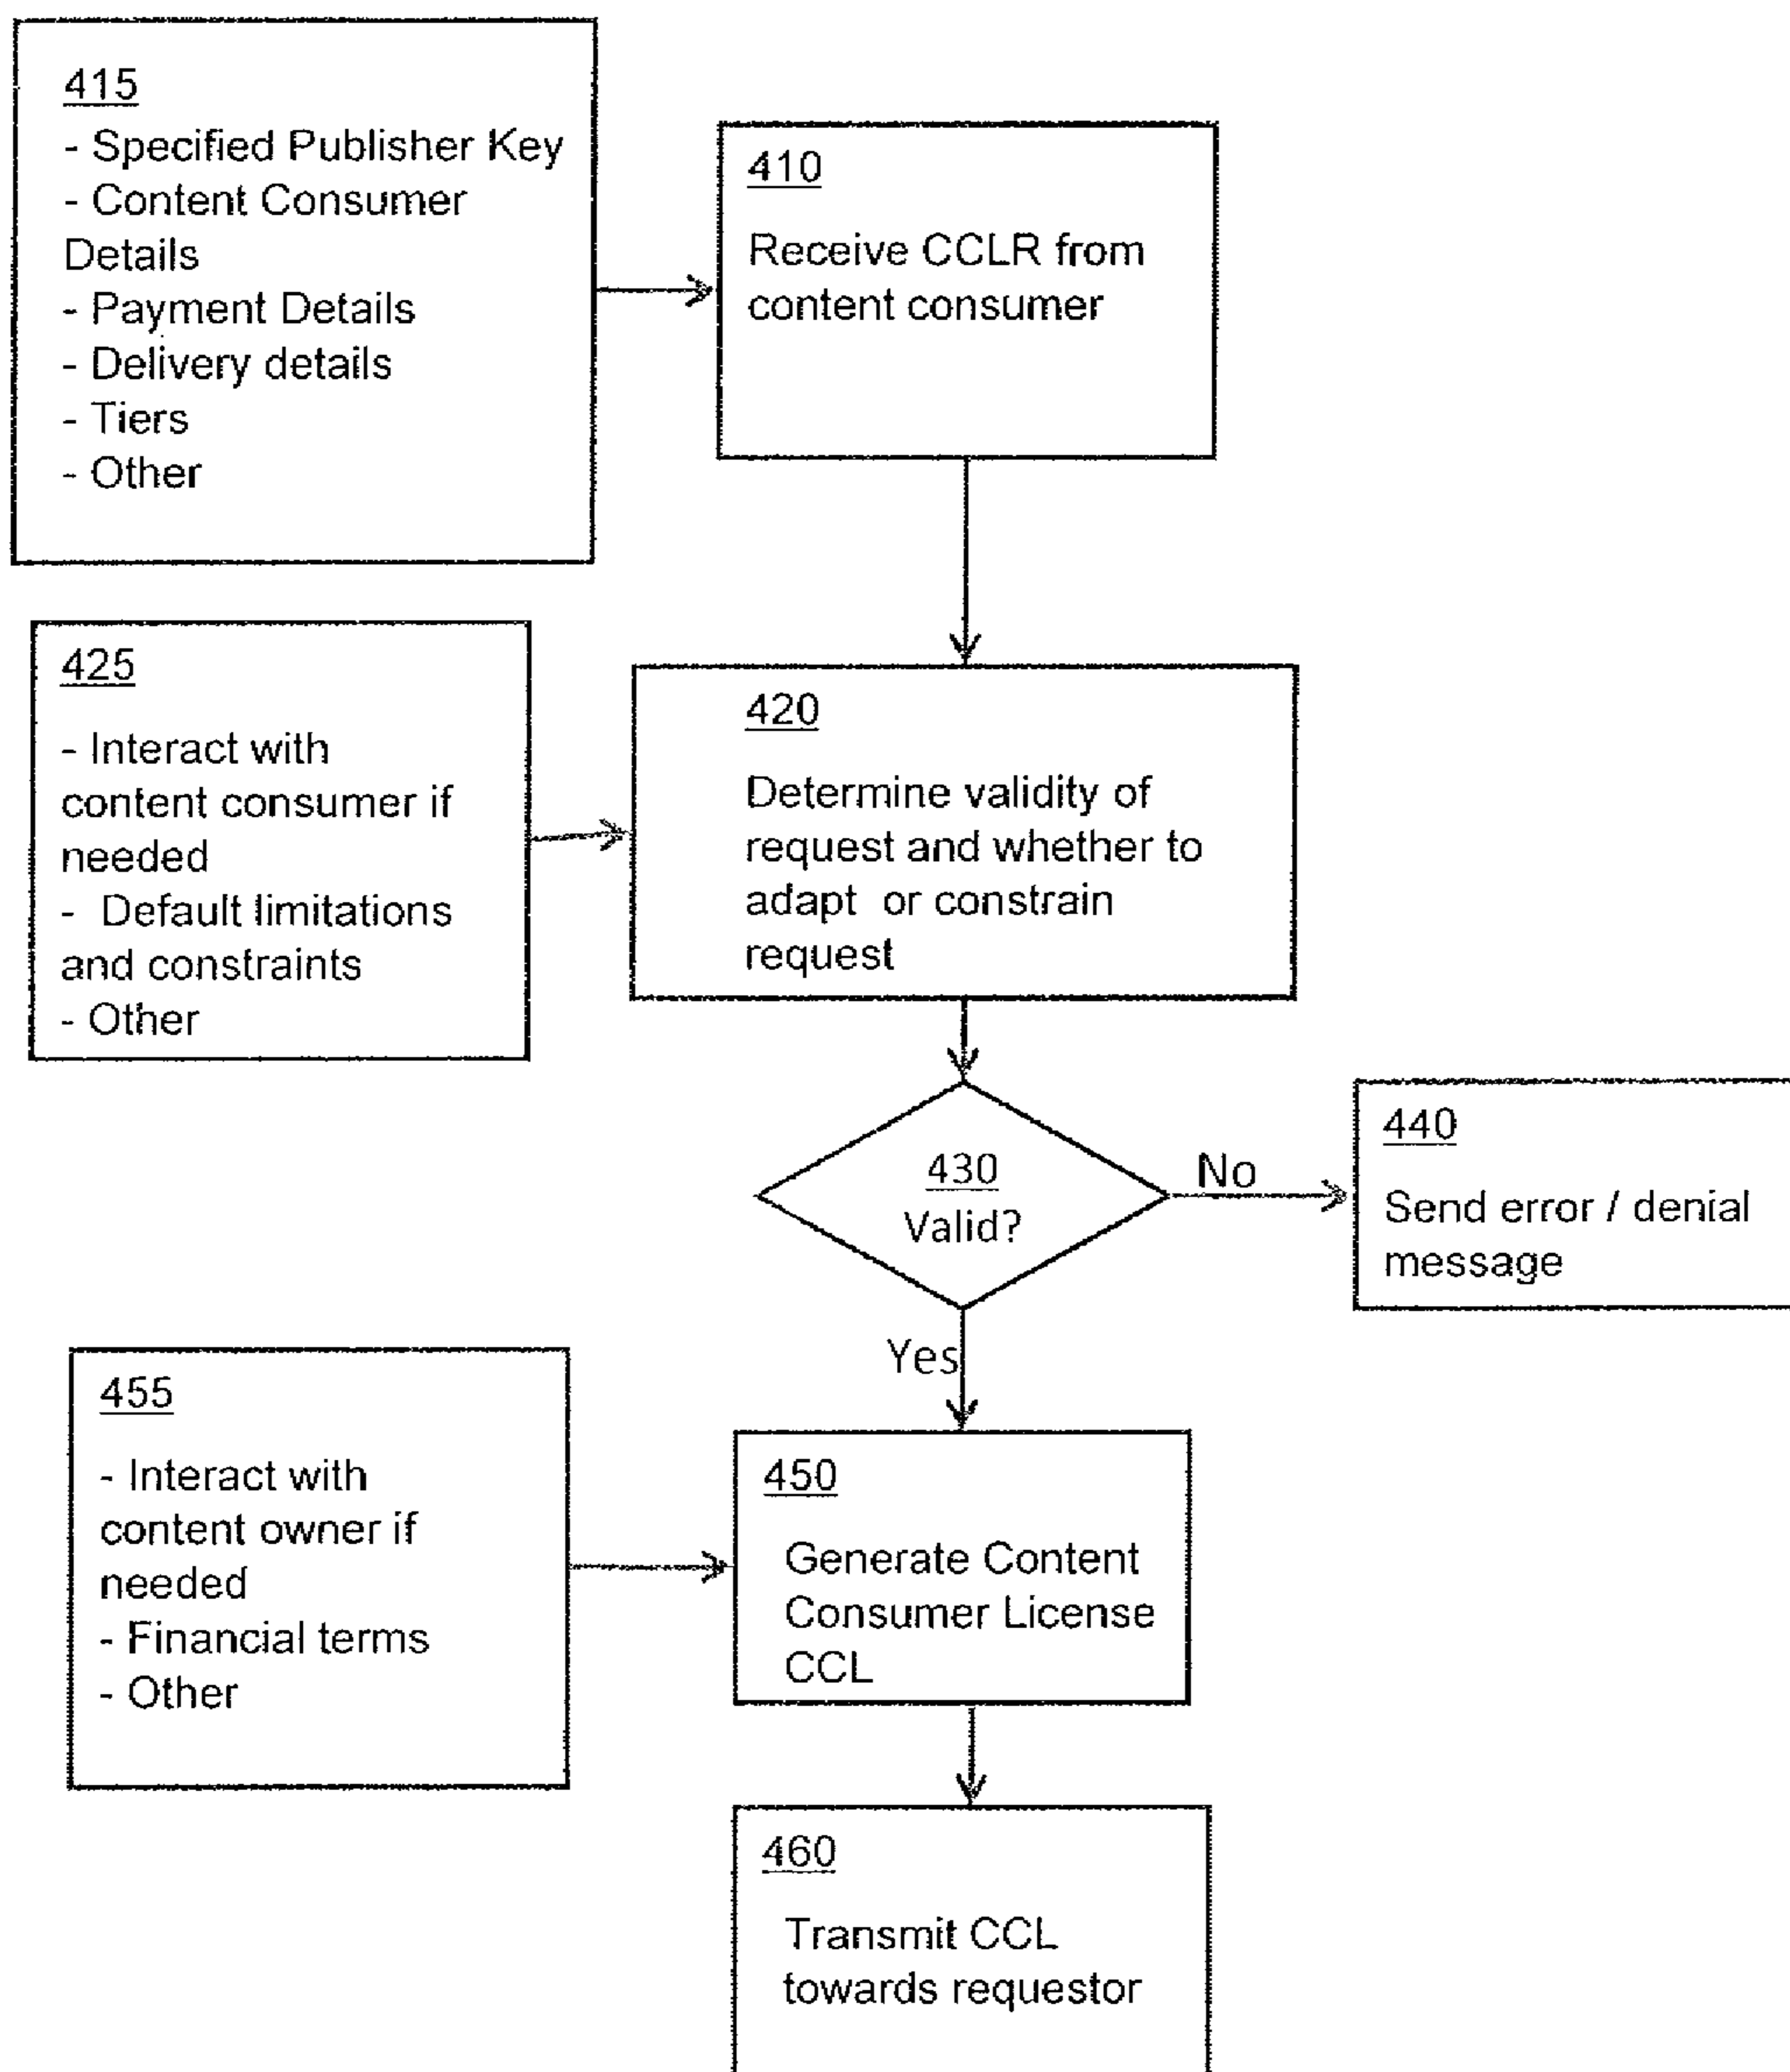 415
- Specified Publisher Key
- Content Consumer
Details
- Payment Details
- Delivery details
- Tiers
- Other
410
Receive CCLR from
content consumer
425
- Interact with
content consumer if
needed
- Default limitations
and constraints
- Other
420
Determine validity of
request and whether to
adapt or constrain
request
430
Valid?
No
440
Send error / denial
message
Yes
455
- Interact with
content owner if
needed
- Financial terms
- Other
450
Generate Content
Consumer License
CCL
460
Transmit CCL
towards requestor